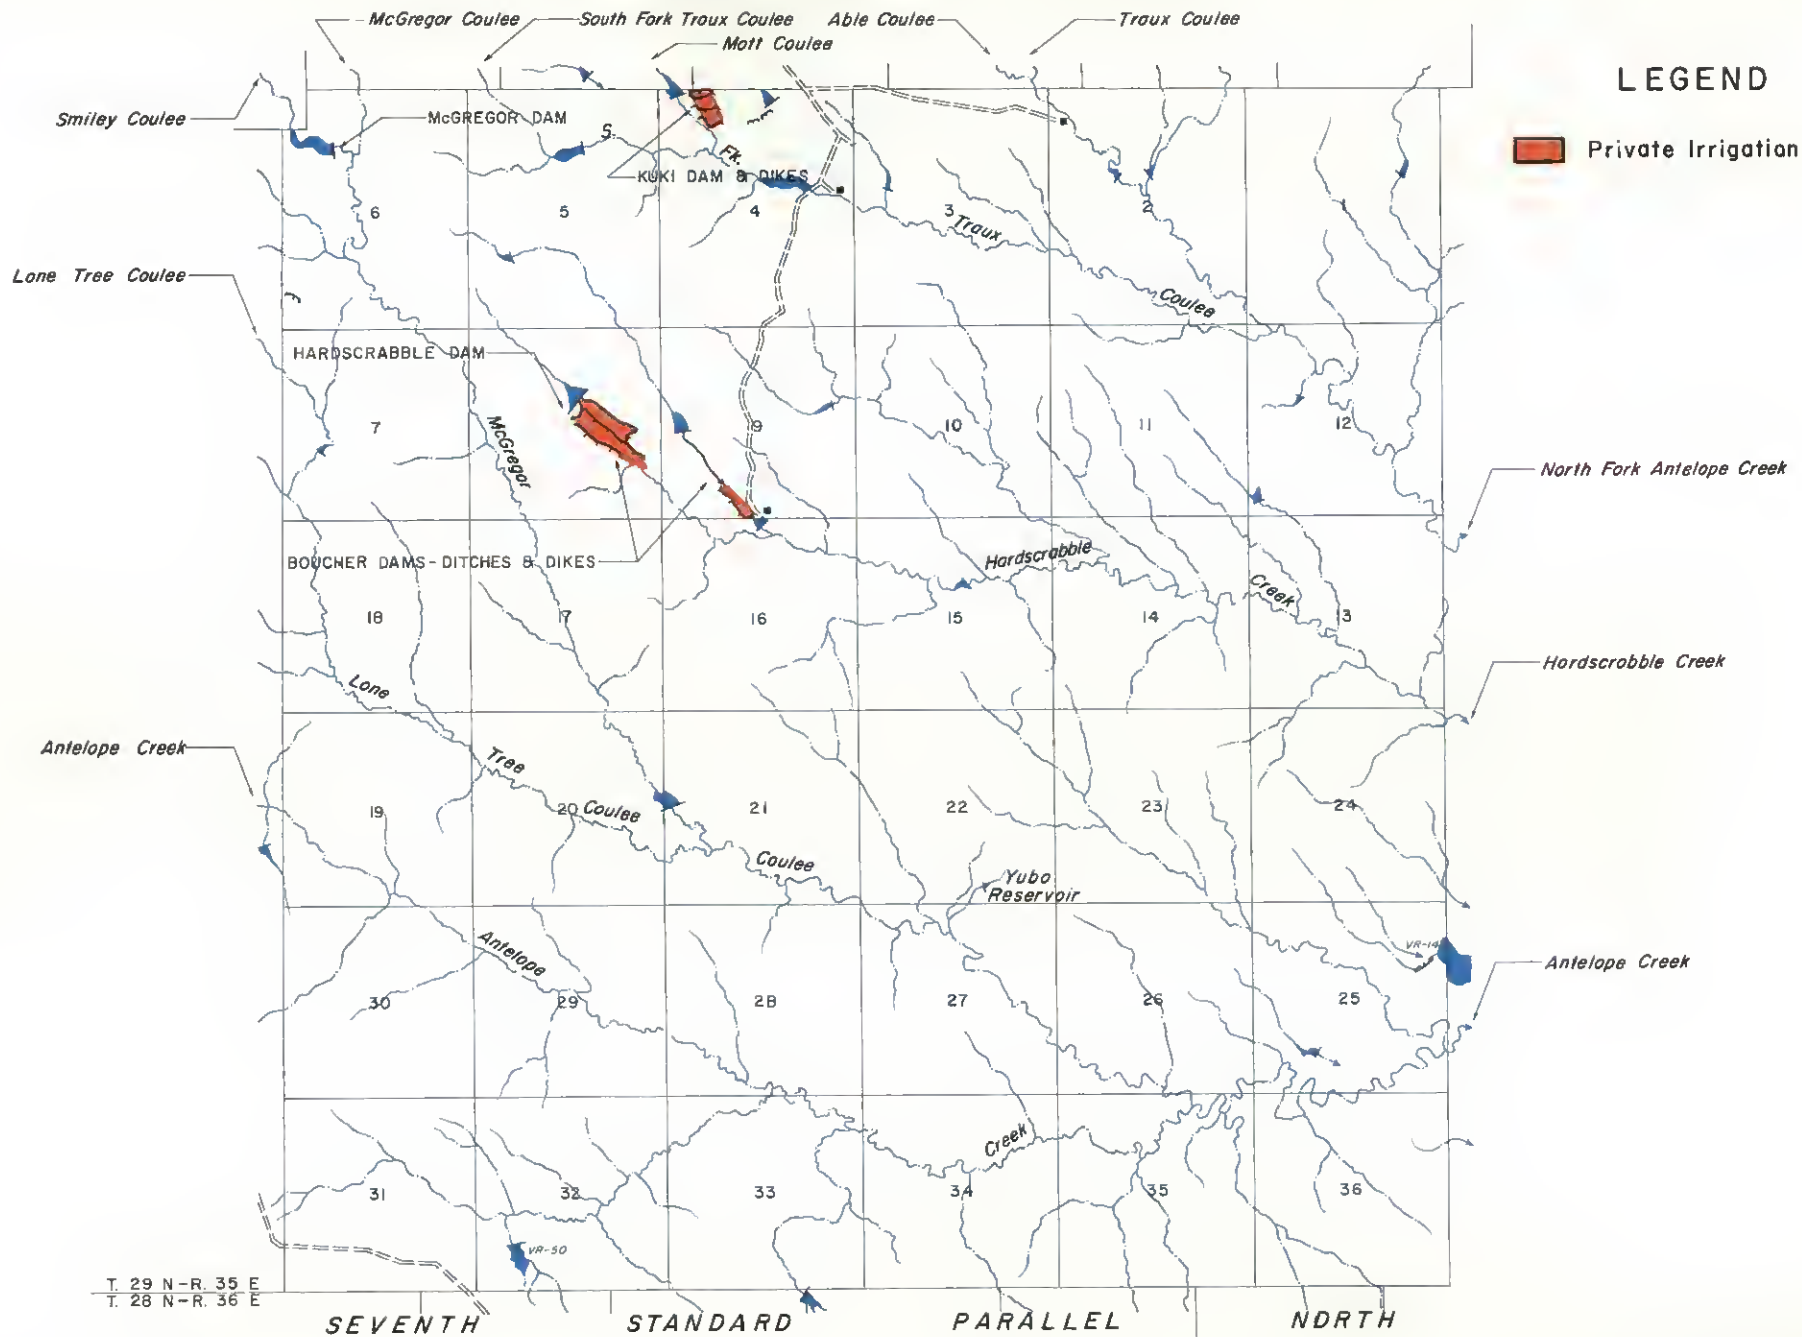 McGregor Coulee
South Fork Traux Coulee
Able Coulee
Traux Coulee
Mott Coulee
LEGEND
Smiley Coulee
McGREGOR DAM
S.
Fk.
Private Irrigation
KUKI DAM & DIKES
6
5
4
3
2
1
Traux
Lone Tree Coulee
Coulee
HARDSCRABBLE DAM
7
McGregor
9
10
11
12
North Fork Antelope Creek
BOUCHER DAMS-DITCHES & DIKES
Hardscrabble
Creek
18
17
16
15
14
13
Hardscrabble Creek
Lone
Antelope Creek
Tree
19
20
Coulee
21
22
23
24
Coulee
Yubo
Reservoir
Antelope
VR-14
Antelope Creek
30
29
28
27
26
25
Creek
31
32
33
34
35
36
VR-50
T. 29 N-R. 35 E
T. 28 N-R. 36 E
SEVENTH STANDARD PARALLEL NORTH